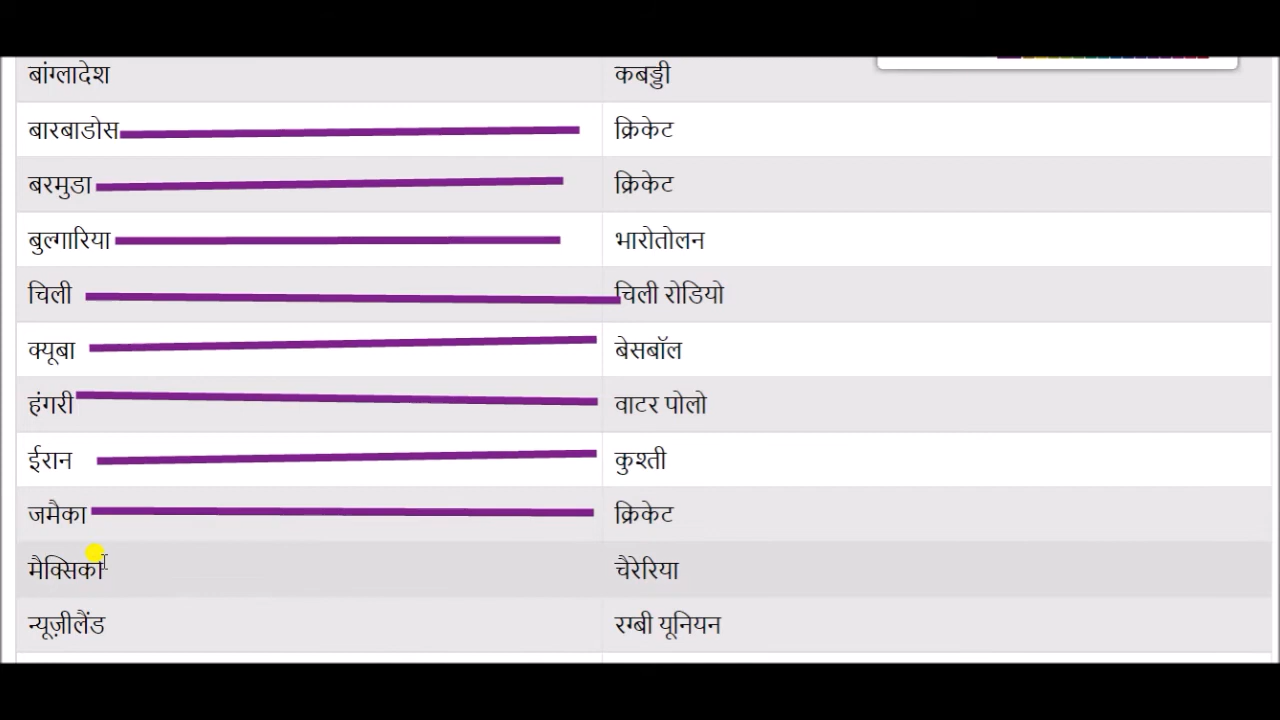 बांग्लादेश कबड्डी
बारबाडोस क्रिकेट
बरमुडा क्रिकेट
बुल्गारिया भारोतोलन
चिली चिली रोडियो
क्यूबा बेसबॉल
हंगरी वाटर पोलो
ईरान कुश्ती
जमैका क्रिकेट
मैक्सिको चैरेरिया
न्यूज़ीलैंड रग्बी यूनियन